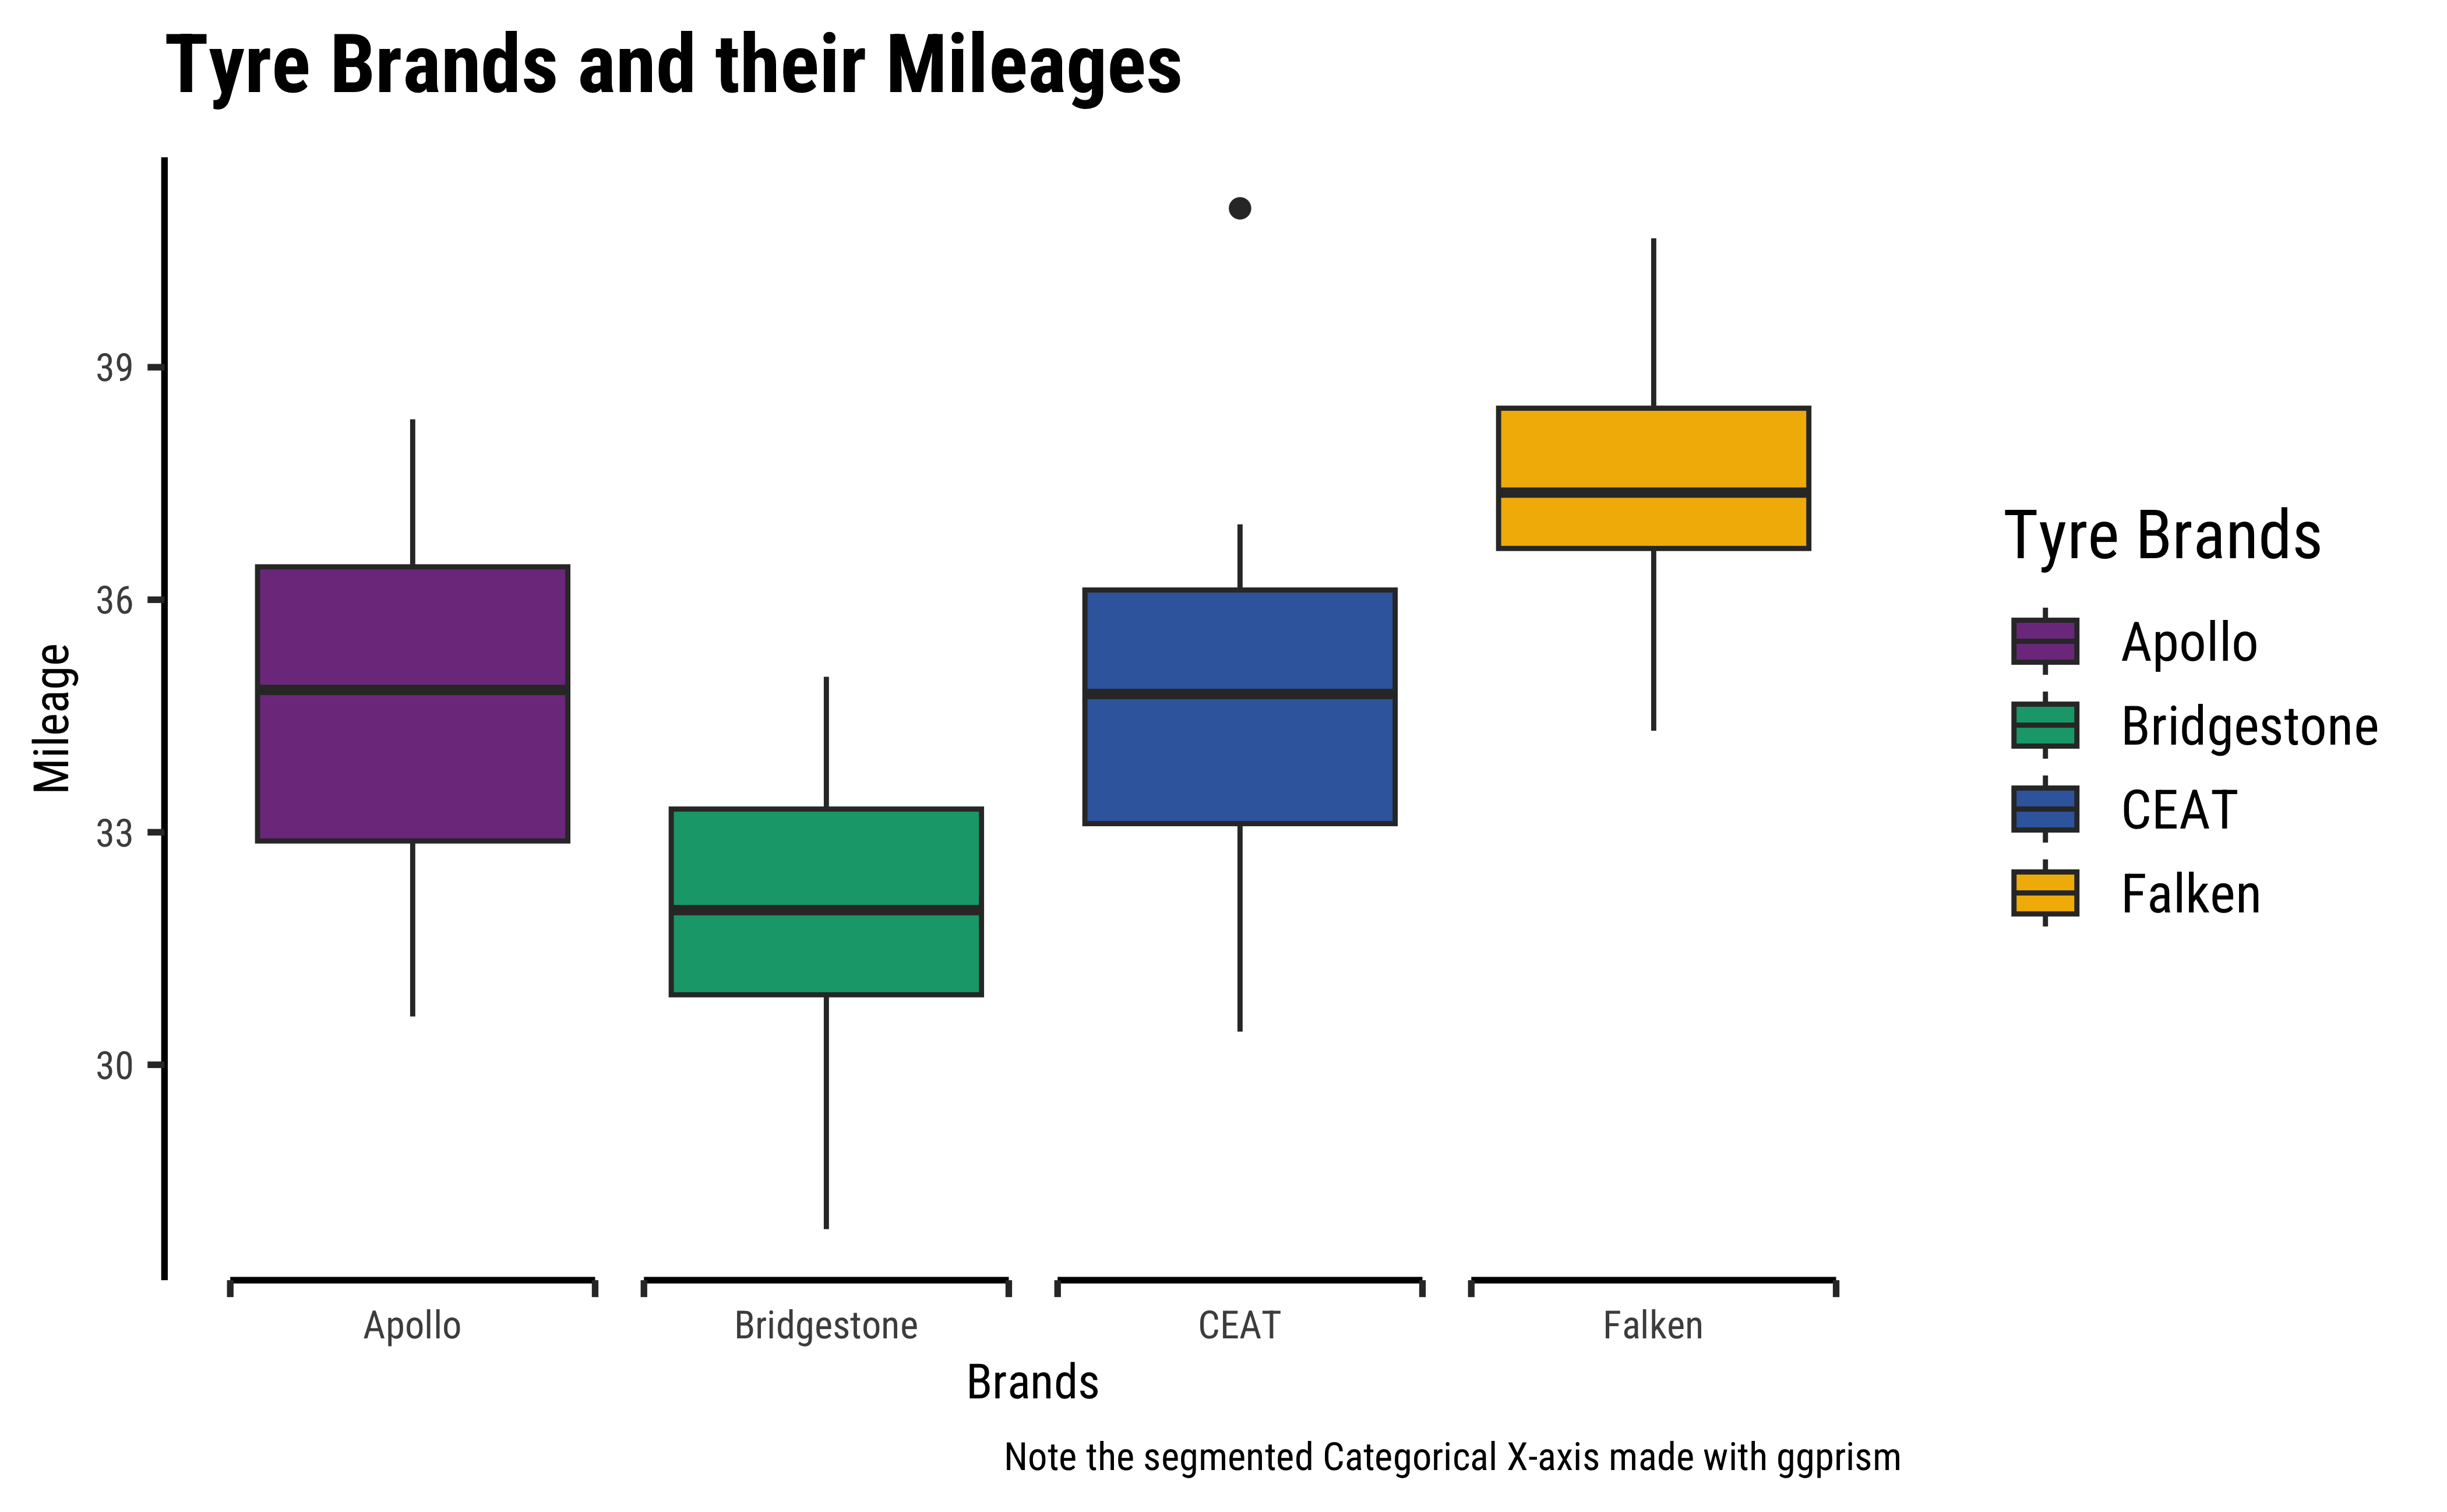 Tyre Brands and their Mileages
39
36
33
30
Mileage
Apollo
Bridgestone
CEAT
Falken
Brands
Note the segmented Categorical X-axis made with ggprism
Tyre Brands
Apollo
Bridgestone
CEAT
Falken